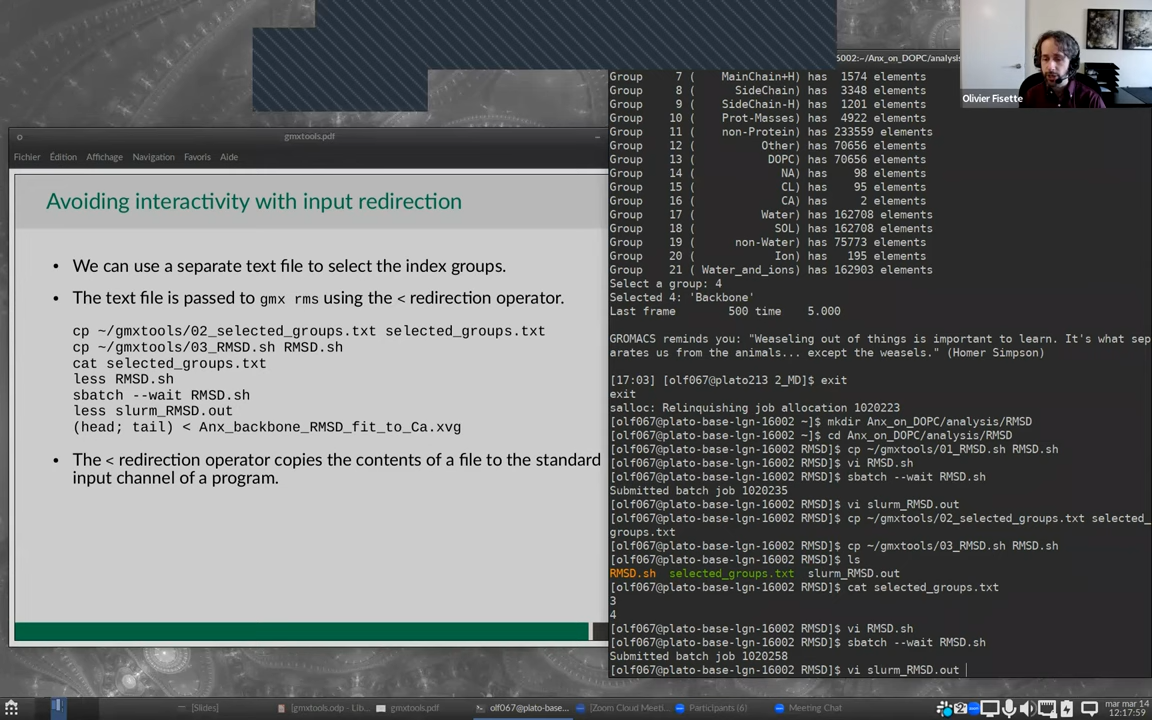 16002:~/Anx_on_DOPC/analysis
Olivier Fisette
gmxtools.pdf
Fichier Édition Affichage Navigation Favoris Aide
Avoiding interactivity with input redirection
• We can use a separate text file to select the index groups.
• The text file is passed to gmx rms using the < redirection operator.
cp ~/gmxtools/02_selected_groups.txt selected_groups.txt
cp ~/gmxtools/03_RMSD.sh RMSD.sh
cat selected_groups.txt
less RMSD.sh
sbatch --wait RMSD.sh
less slurm_RMSD.out
(head; tail) < Anx_backbone_RMSD_fit_to_Ca.xvg
• The < redirection operator copies the contents of a file to the standard
input channel of a program.
Group 7 ( MainChain+H) has 1574 elements
Group 8 ( SideChain) has 3348 elements
Group 9 ( SideChain-H) has 1201 elements
Group 10 ( Prot-Masses) has 4922 elements
Group 11 ( non-Protein) has 233559 elements
Group 12 ( Other) has 70656 elements
Group 13 ( DOPC) has 70656 elements
Group 14 ( NA) has 98 elements
Group 15 ( CL) has 95 elements
Group 16 ( CA) has 2 elements
Group 17 ( Water) has 162708 elements
Group 18 ( SOL) has 162708 elements
Group 19 ( non-Water) has 75773 elements
Group 20 ( Ion) has 195 elements
Group 21 ( Water_and_ions) has 162903 elements
Select a group: 4
Selected 4: 'Backbone'
Last frame 500 time 5.000
GROMACS reminds you: "Weaseling out of things is important to learn. It's what sep
arates us from the animals... except the weasels." (Homer Simpson)
[17:03] [olf067@plato213 2_MD]$ exit
exit
salloc: Relinquishing job allocation 1020223
[olf067@plato-base-lgn-16002 ~]$ mkdir Anx_on_DOPC/analysis/RMSD
[olf067@plato-base-lgn-16002 ~]$ cd Anx_on_DOPC/analysis/RMSD
[olf067@plato-base-lgn-16002 RMSD]$ cp ~/gmxtools/01_RMSD.sh RMSD.sh
[olf067@plato-base-lgn-16002 RMSD]$ vi RMSD.sh
[olf067@plato-base-lgn-16002 RMSD]$ sbatch --wait RMSD.sh
Submitted batch job 1020235
[olf067@plato-base-lgn-16002 RMSD]$ vi slurm_RMSD.out
[olf067@plato-base-lgn-16002 RMSD]$ cp ~/gmxtools/02_selected_groups.txt selected_
groups.txt
[olf067@plato-base-lgn-16002 RMSD]$ cp ~/gmxtools/03_RMSD.sh RMSD.sh
[olf067@plato-base-lgn-16002 RMSD]$ ls
RMSD.sh selected_groups.txt slurm_RMSD.out
[olf067@plato-base-lgn-16002 RMSD]$ cat selected_groups.txt
3
4
[olf067@plato-base-lgn-16002 RMSD]$ vi RMSD.sh
[olf067@plato-base-lgn-16002 RMSD]$ sbatch --wait RMSD.sh
Submitted batch job 1020258
[olf067@plato-base-lgn-16002 RMSD]$ vi slurm_RMSD.out
[Slides] [gmxtools.odp - Lib... gmxtools.pdf olf067@plato-base... [Zoom Cloud Meeti... Participants (6) Meeting Chat 2 mar mar 14
12:17:59